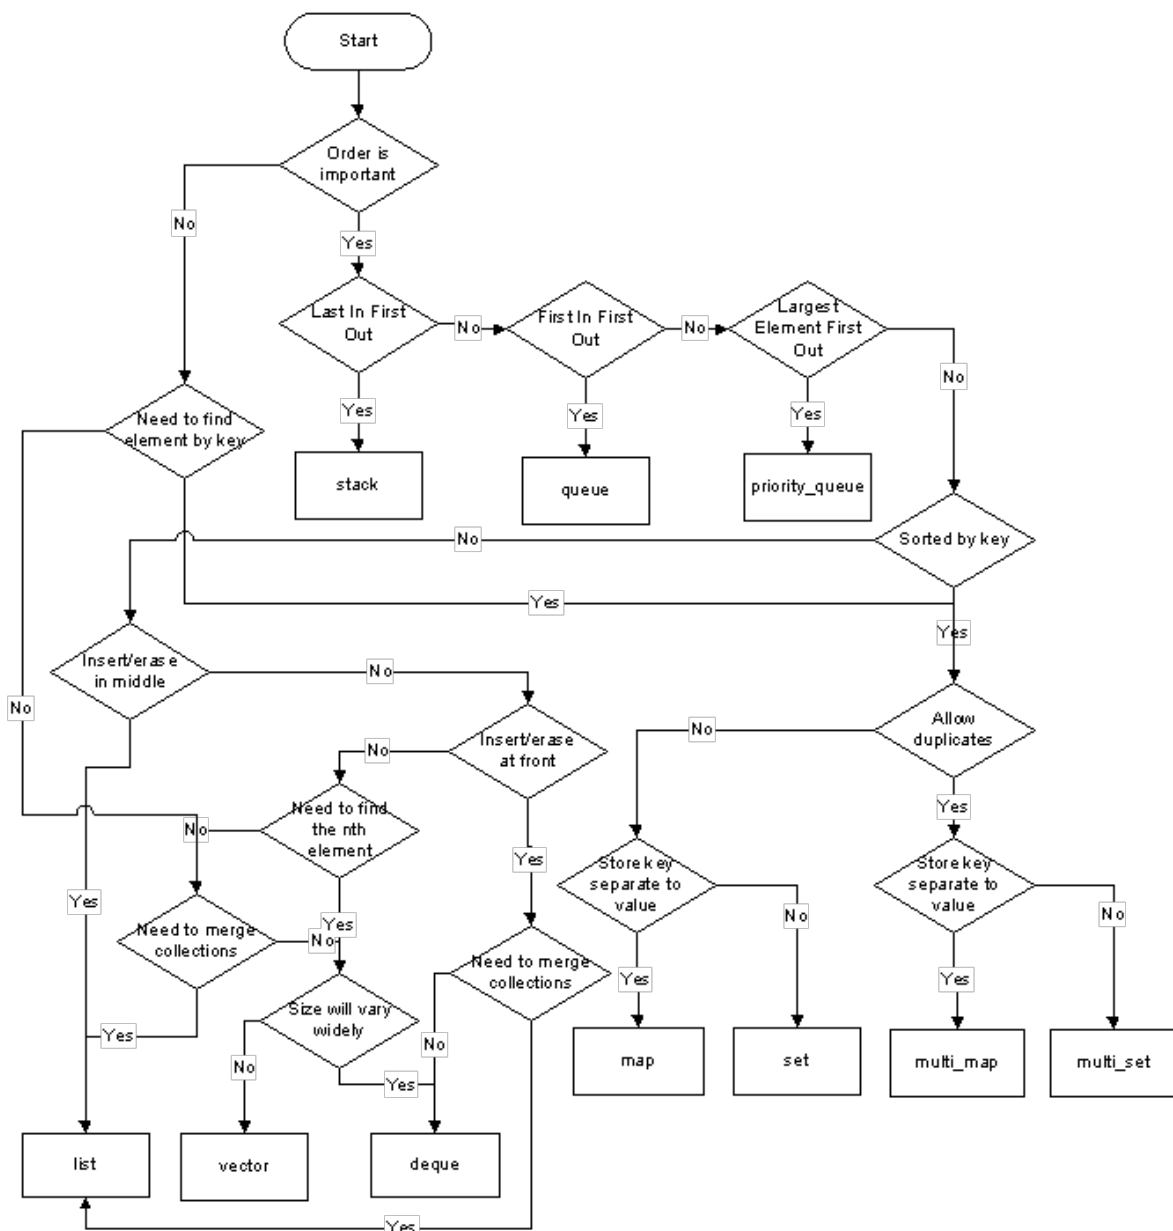 Start
Order is
important
No
Yes
Last In First
Out
No
First In First
Out
No
Largest
Element First
Out
No
Yes
Yes
Yes
Need to find
element by key
stack
queue
priority_queue
No
Sorted by key
Yes
Yes
Insert/erase
in middle
No
No
Insert/erase
at front
No
No
Allow
duplicates
Need to find
the nth
element
No
Yes
Yes
Store key
separate to
value
Store key
separate to
value
Yes
Yes
No
No
Need to merge
collections
No
Need to merge
collections
Yes
Yes
Size will vary
widely
Yes
No
No
map
set
multi_map
multi_set
Yes
list
vector
deque
Yes